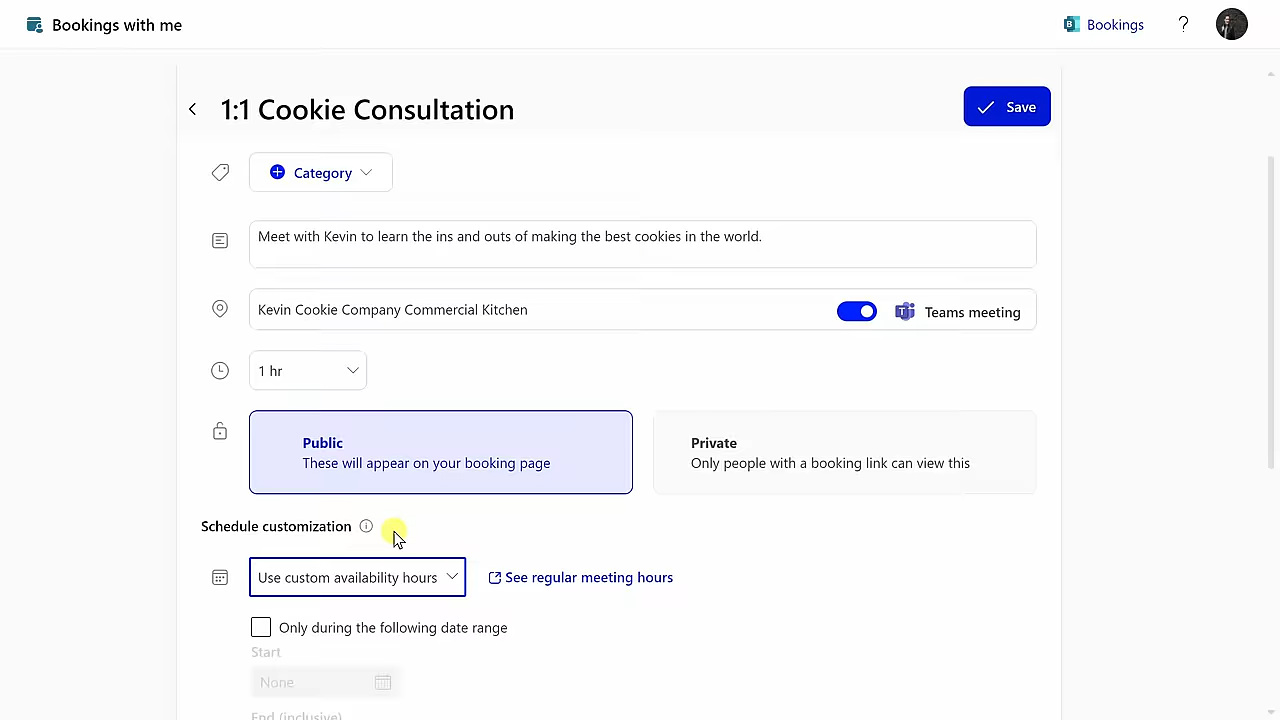 Bookings with me
Bookings
?
1:1 Cookie Consultation
Save
Category
Meet with Kevin to learn the ins and outs of making the best cookies in the world.
Kevin Cookie Company Commercial Kitchen
Teams meeting
1 hr
Public
These will appear on your booking page
Private
Only people with a booking link can view this
Schedule customization
Use custom availability hours
See regular meeting hours
Only during the following date range
Start
None
End (inclusive)